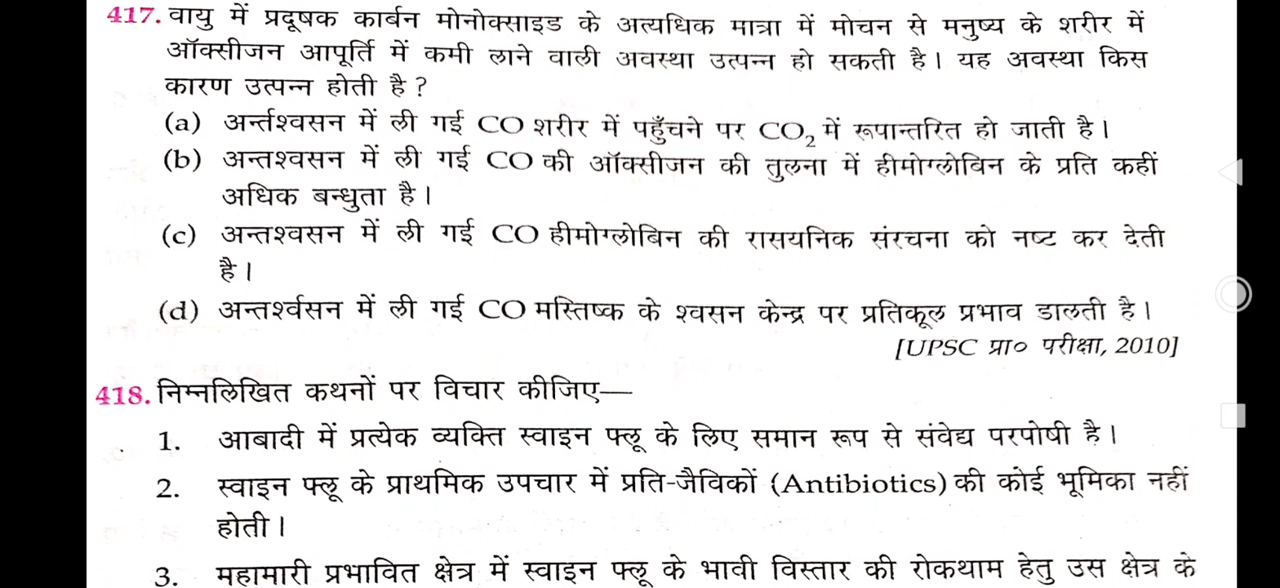 417. वायु में प्रदूषक कार्बन मोनोक्साइड के अत्यधिक मात्रा में मोचन से मनुष्य के शरीर में
ऑक्सीजन आपूर्ति में कमी लाने वाली अवस्था उत्पन्न हो सकती है। यह अवस्था किस
कारण उत्पन्न होती है ?
(a) अर्न्तश्वसन में ली गई CO शरीर में पहुँचने पर CO₂ में रूपान्तरित हो जाती है।
(b) अन्तश्वसन में ली गई CO की ऑक्सीजन की तुलना में हीमोग्लोबिन के प्रति कहीं
अधिक बन्धुता है।
(c) अन्तश्वसन में ली गई CO हीमोग्लोबिन की रासयनिक संरचना को नष्ट कर देती
है।
(d) अन्तर्श्वसन में ली गई CO मस्तिष्क के श्वसन केन्द्र पर प्रतिकूल प्रभाव डालती है।
[UPSC प्रा० परीक्षा, 2010]
418. निम्नलिखित कथनों पर विचार कीजिए—
1. आबादी में प्रत्येक व्यक्ति स्वाइन फ्लू के लिए समान रूप से संवेद्य परपोषी है।
2. स्वाइन फ्लू के प्राथमिक उपचार में प्रति-जैविकों (Antibiotics) की कोई भूमिका नहीं
होती।
3. महामारी प्रभावित क्षेत्र में स्वाइन फ्लू के भावी विस्तार की रोकथाम हेतु उस क्षेत्र के